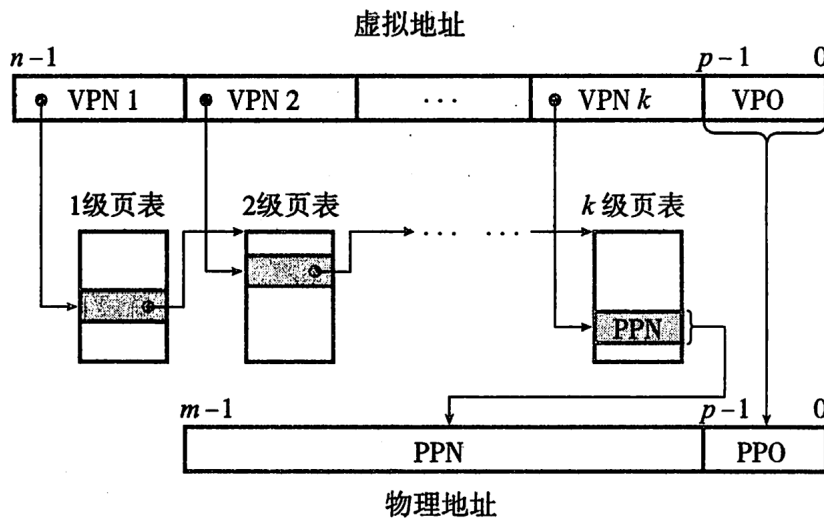 虚拟地址
n-1 p-1 0
VPN 1 VPN 2 ··· VPN k VPO
1级页表 2级页表 k 级页表
··· ···
PPN
m-1 p-1 0
PPN PPO
物理地址